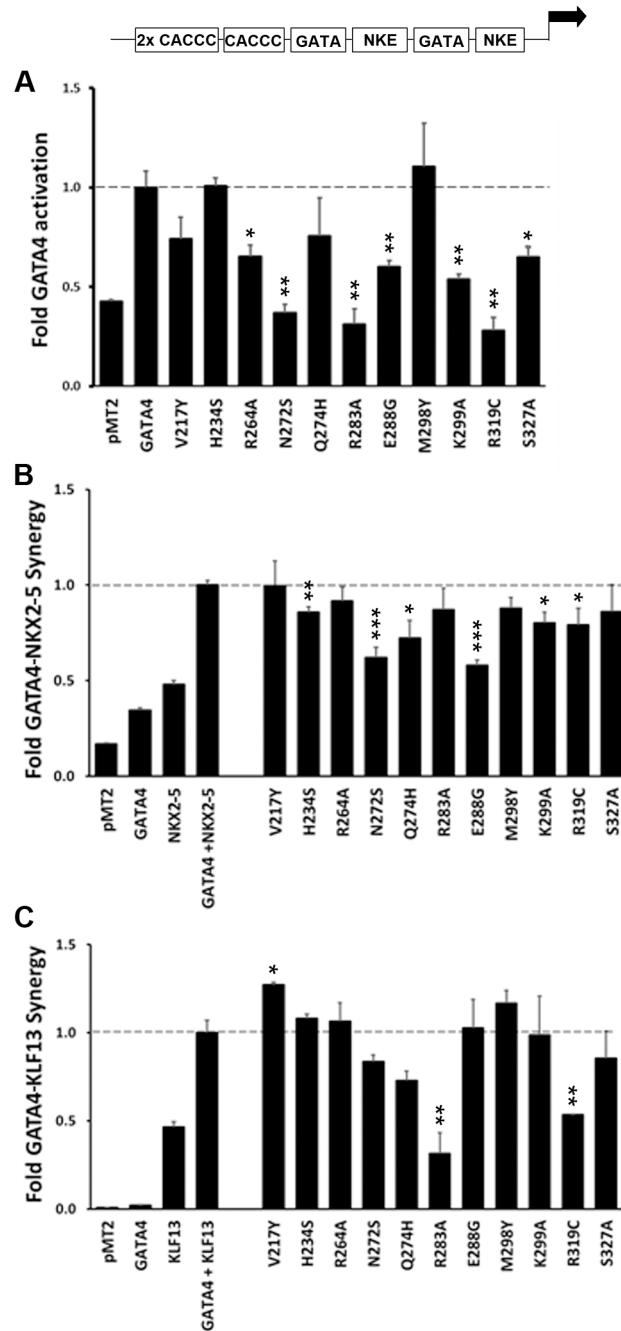 2x CACCC CACCC GATA NKE GATA NKE
A
Fold GATA4 activation
1.5
1.0
0.5
0.0
* ** ** ** ** ** *
pMT2 GATA4 V217Y H234S R264A N272S Q274H R283A E288G M298Y K299A R319C S327A
B
Fold GATA4-NKX2-5 Synergy
1.5
1.0
0.5
0.0
** *** * *** * *
pMT2 GATA4 NKX2-5 GATA4 +NKX2-5 V217Y H234S R264A N272S Q274H R283A E288G M298Y K299A R319C S327A
C
Fold GATA4-KLF13 Synergy
1.5
1.0
0.5
0.0
* ** **
pMT2 GATA4 KLF13 GATA4 + KLF13 V217Y H234S R264A N272S Q274H R283A E288G M298Y K299A R319C S327A